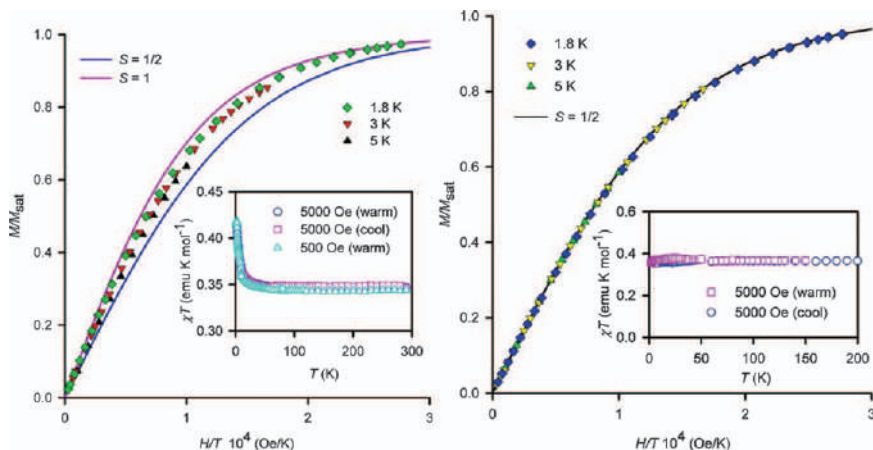 1.0
0.8
0.6
0.4
0.2
0.0
M/Msat
S = 1/2
S = 1
1.8 K
3 K
5 K
0.45
0.40
0.35
0.30
χT (emu K mol⁻¹)
5000 Oe (warm)
5000 Oe (cool)
500 Oe (warm)
0 100 200 300
T (K)
0 1 2 3
H/T 10⁴ (Oe/K)
1.0
0.8
0.6
0.4
0.2
0.0
M/Msat
1.8 K
3 K
5 K
S = 1/2
0.6
0.4
0.2
0.0
χT (emu K mol⁻¹)
5000 Oe (warm)
5000 Oe (cool)
0 50 100 150 200
T (K)
0 1 2 3
H/T 10⁴ (Oe/K)